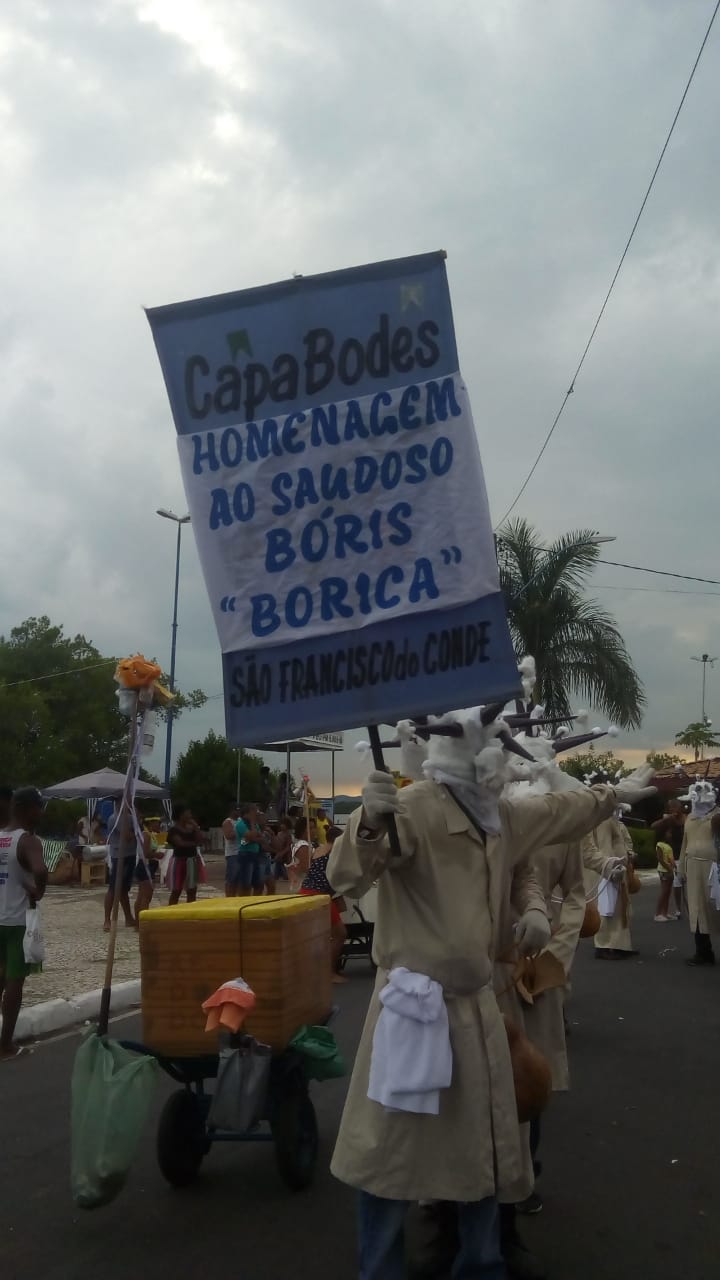 CapaBodes
HOMENAGEM
AO SAUDOSO
BÓRIS
“BORICA”
SÃO FRANCISCO do CONDE